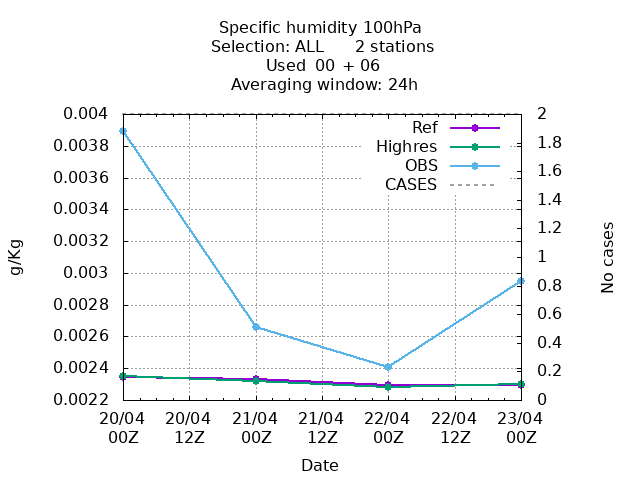 Specific humidity 100hPa
Selection: ALL 2 stations
Used 00 + 06
Averaging window: 24h
0.004
0.0038
0.0036
0.0034
0.0032
0.003
0.0028
0.0026
0.0024
0.0022
g/Kg
Ref
Highres
OBS
CASES
2
1.8
1.6
1.4
1.2
1
0.8
0.6
0.4
0.2
0
No cases
20/04 20/04 21/04 21/04 22/04 22/04 23/04
00Z 12Z 00Z 12Z 00Z 12Z 00Z
Date